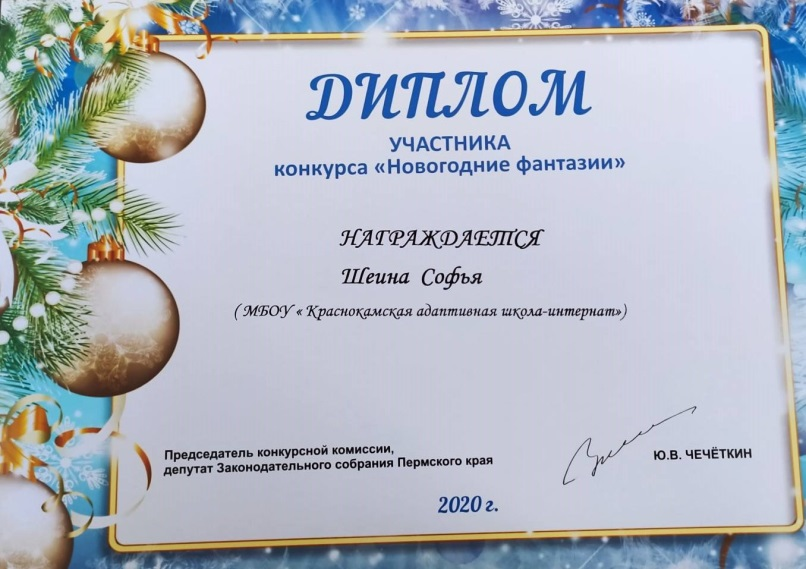 ДИПЛОМ
УЧАСТНИКА
конкурса «Новогодние фантазии»
НАГРАЖДАЕТСЯ
Шеина Софья
( МБОУ « Краснокамская адаптивная школа-интернат»)
Председатель конкурсной комиссии,
депутат Законодательного собрания Пермского края
Ю.В. ЧЕЧЁТКИН
2020 г.